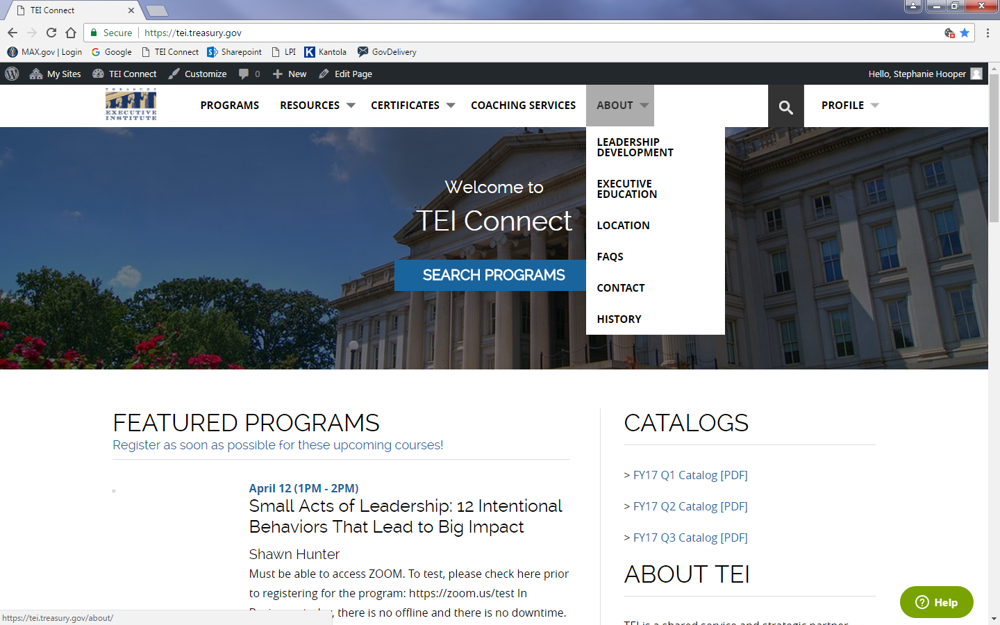 TEI Connect
Secure https://tei.treasury.gov
MAX.gov | Login Google TEI Connect Sharepoint LPI Kantola GovDelivery
My Sites TEI Connect Customize 0 New Edit Page Hello, Stephanie Hooper
TREASURY
EXECUTIVE
INSTITUTE
PROGRAMS RESOURCES CERTIFICATES COACHING SERVICES ABOUT PROFILE
LEADERSHIP
DEVELOPMENT
EXECUTIVE
EDUCATION
LOCATION
FAQS
CONTACT
HISTORY
Welcome to
TEI Connect
SEARCH PROGRAMS
FEATURED PROGRAMS
Register as soon as possible for these upcoming courses!
April 12 (1PM - 2PM)
Small Acts of Leadership: 12 Intentional
Behaviors That Lead to Big Impact
Shawn Hunter
Must be able to access ZOOM. To test, please check here prior
to registering for the program: https://zoom.us/test In
, there is no offline and there is no downtime.
CATALOGS
> FY17 Q1 Catalog [PDF]
> FY17 Q2 Catalog [PDF]
> FY17 Q3 Catalog [PDF]
ABOUT TEI
TEI is a shared service and strategic partner
Help
https://tei.treasury.gov/about/